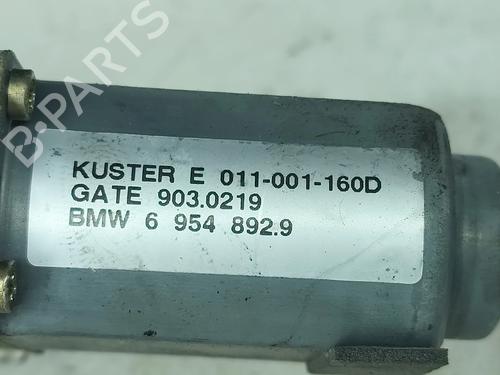 B-PARTS
KUSTER E 011-001-160D
GATE 903.0219
BMW 6 954 892.9